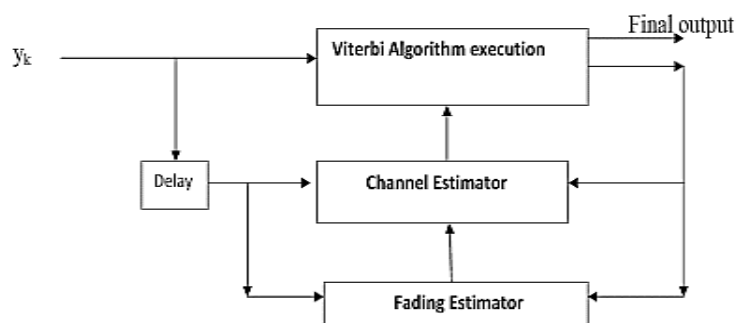 Final output
Viterbi Algorithm execution
yk
Delay
Channel Estimator
Fading Estimator